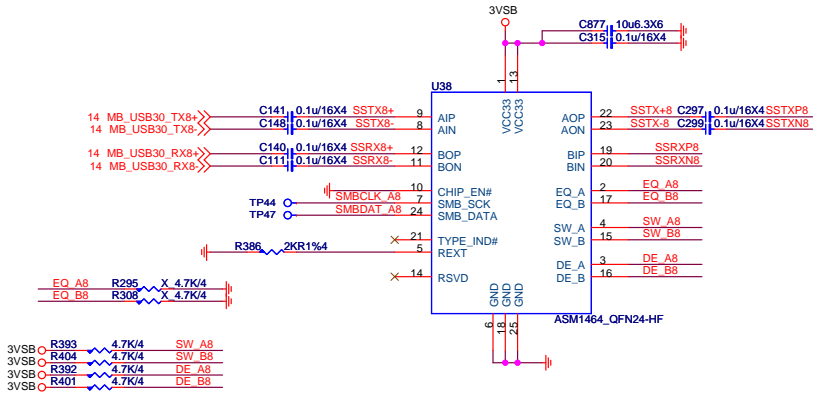 3VSB
C877 10u6.3X6
C315 0.1u/16X4
U38
1
13
VCC33
VCC33
14 MB_USB30_TX8+ C141 0.1u/16X4 SSTX8+ 9 AIP
14 MB_USB30_TX8- C148 0.1u/16X4 SSTX8- 8 AIN
14 MB_USB30_RX8+ C140 0.1u/16X4 SSRX8+ 12 BOP
14 MB_USB30_RX8- C111 0.1u/16X4 SSRX8- 11 BON
10 CHIP_EN#
TP44 SMBCLK_A8 7 SMB_SCK
TP47 SMBDAT_A8 24 SMB_DATA
21 TYPE_IND#
R386 2KR1%4 5 REXT
14 RSVD
AOP 22 SSTX+8 C297 0.1u/16X4 SSTXP8
AON 23 SSTX-8 C299 0.1u/16X4 SSTXN8
BIP 19 SSRXP8
BIN 20 SSRXN8
EQ_A 2 EQ_A8
EQ_B 17 EQ_B8
SW_A 4 SW_A8
SW_B 15 SW_B8
DE_A 3 DE_A8
DE_B 16 DE_B8
GND
GND
GND
6
18
25
ASM1464_QFN24-HF
EQ_A8 R295 X_4.7K/4
EQ_B8 R308 X_4.7K/4
3VSB R393 4.7K/4 SW_A8
3VSB R404 4.7K/4 SW_B8
3VSB R392 4.7K/4 DE_A8
3VSB R401 4.7K/4 DE_B8